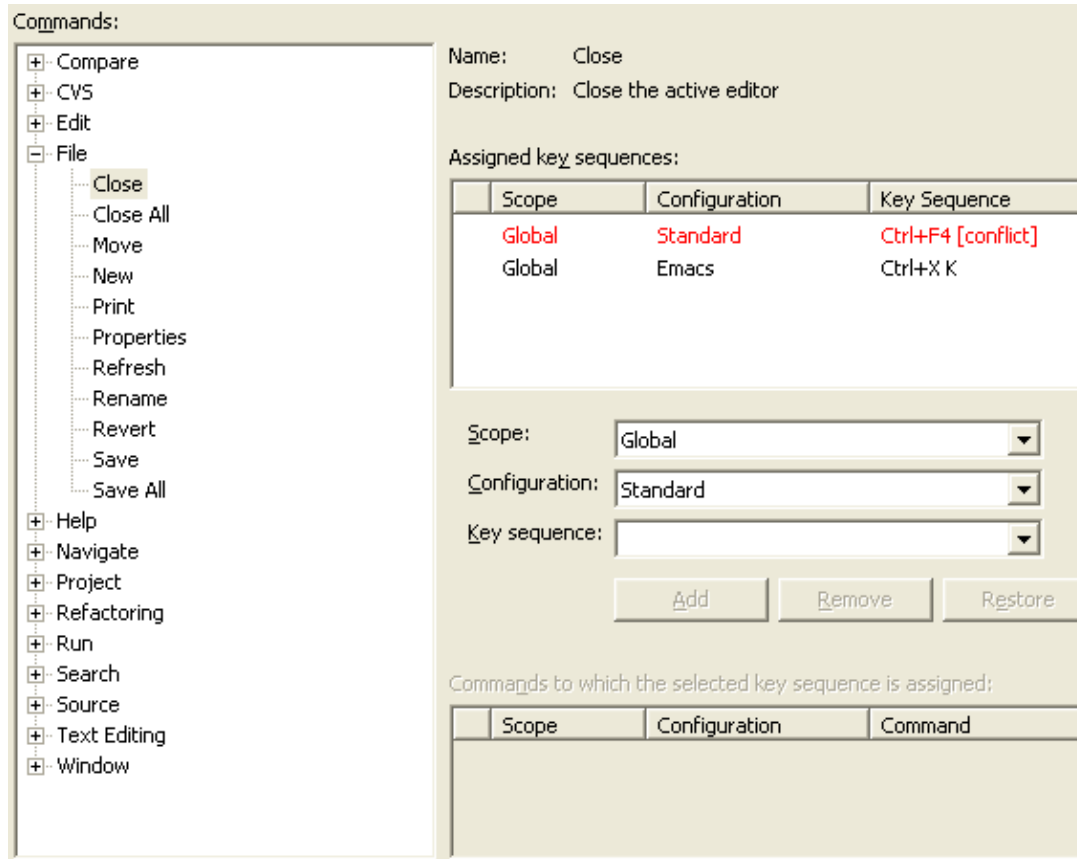 Commands:
Compare
CVS
Edit
File
Close
Close All
Move
New
Print
Properties
Refresh
Rename
Revert
Save
Save All
Help
Navigate
Project
Refactoring
Run
Search
Source
Text Editing
Window
Name: Close
Description: Close the active editor
Assigned key sequences:
Scope Configuration Key Sequence
Global Standard Ctrl+F4 [conflict]
Global Emacs Ctrl+X K
Scope: Global
Configuration: Standard
Key sequence:
Add Remove Restore
Commands to which the selected key sequence is assigned:
Scope Configuration Command